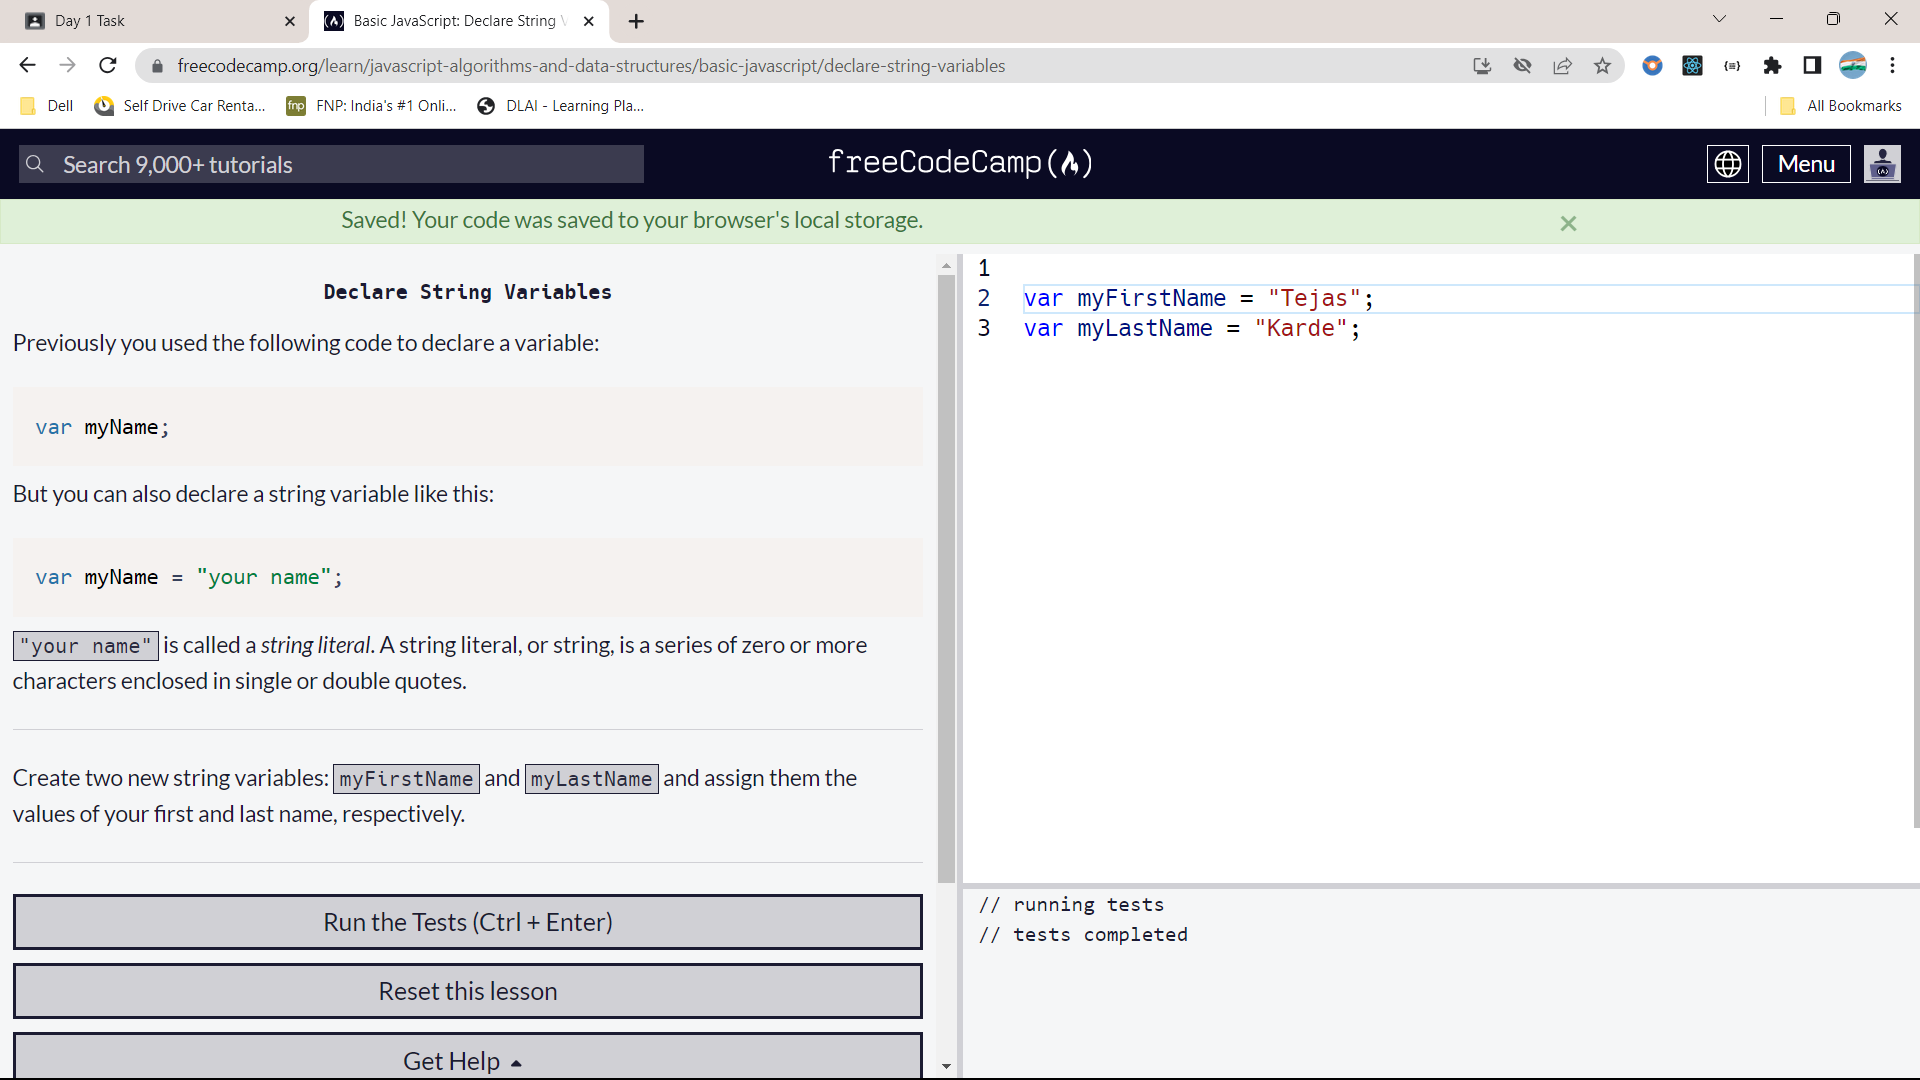 Day 1 Task
Basic JavaScript: Declare String V
freecodecamp.org/learn/javascript-algorithms-and-data-structures/basic-javascript/declare-string-variables
Dell
Self Drive Car Renta...
fnp FNP: India's #1 Onli...
DLAI - Learning Pla...
All Bookmarks
Search 9,000+ tutorials
freeCodeCamp
Menu
Saved! Your code was saved to your browser's local storage.
Declare String Variables
Previously you used the following code to declare a variable:
var myName;
But you can also declare a string variable like this:
var myName = "your name";
"your name" is called a string literal. A string literal, or string, is a series of zero or more
characters enclosed in single or double quotes.
Create two new string variables: myFirstName and myLastName and assign them the
values of your first and last name, respectively.
Run the Tests (Ctrl + Enter)
Reset this lesson
Get Help
1
2 var myFirstName = "Tejas";
3 var myLastName = "Karde";
// running tests
// tests completed